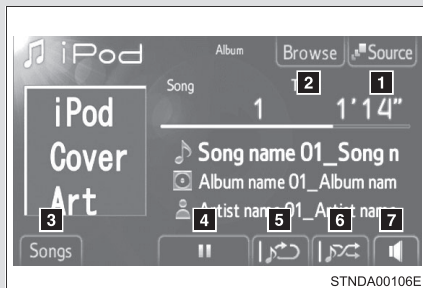 iPod Album Browse Source
Song T
2 1
1 1'14"
iPod
Cover
Art
Song name 01_Song n
Album name 01_Album nam
Artist name 01_Artist name
3 4 5 6 7
Songs
STNDA00106E